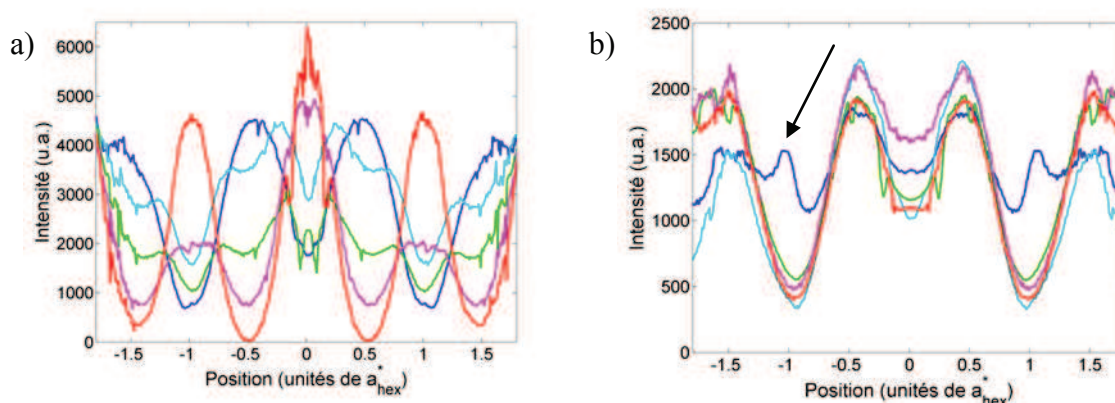 a)
6000
5000
4000
3000
2000
1000
0
Intensité (u.a.)
-1.5 -1 -0.5 0 0.5 1 1.5
Position (unités de a*hex)
b)
2500
2000
1500
1000
500
0
Intensité (u.a.)
-1.5 -1 -0.5 0 0.5 1 1.5
Position (unités de a*hex)